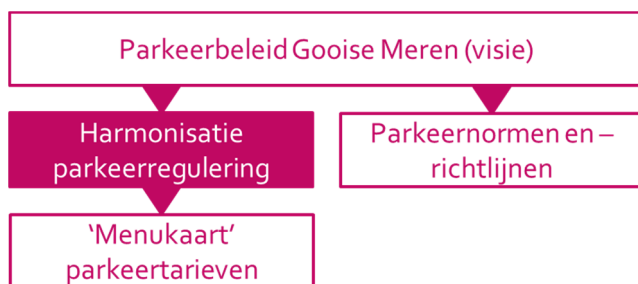 Parkeerbeleid Gooise Meren (visie)
Harmonisatie
parkeerregulering
Parkeernormen en –
richtlijnen
‘Menukaart’
parkeertarieven